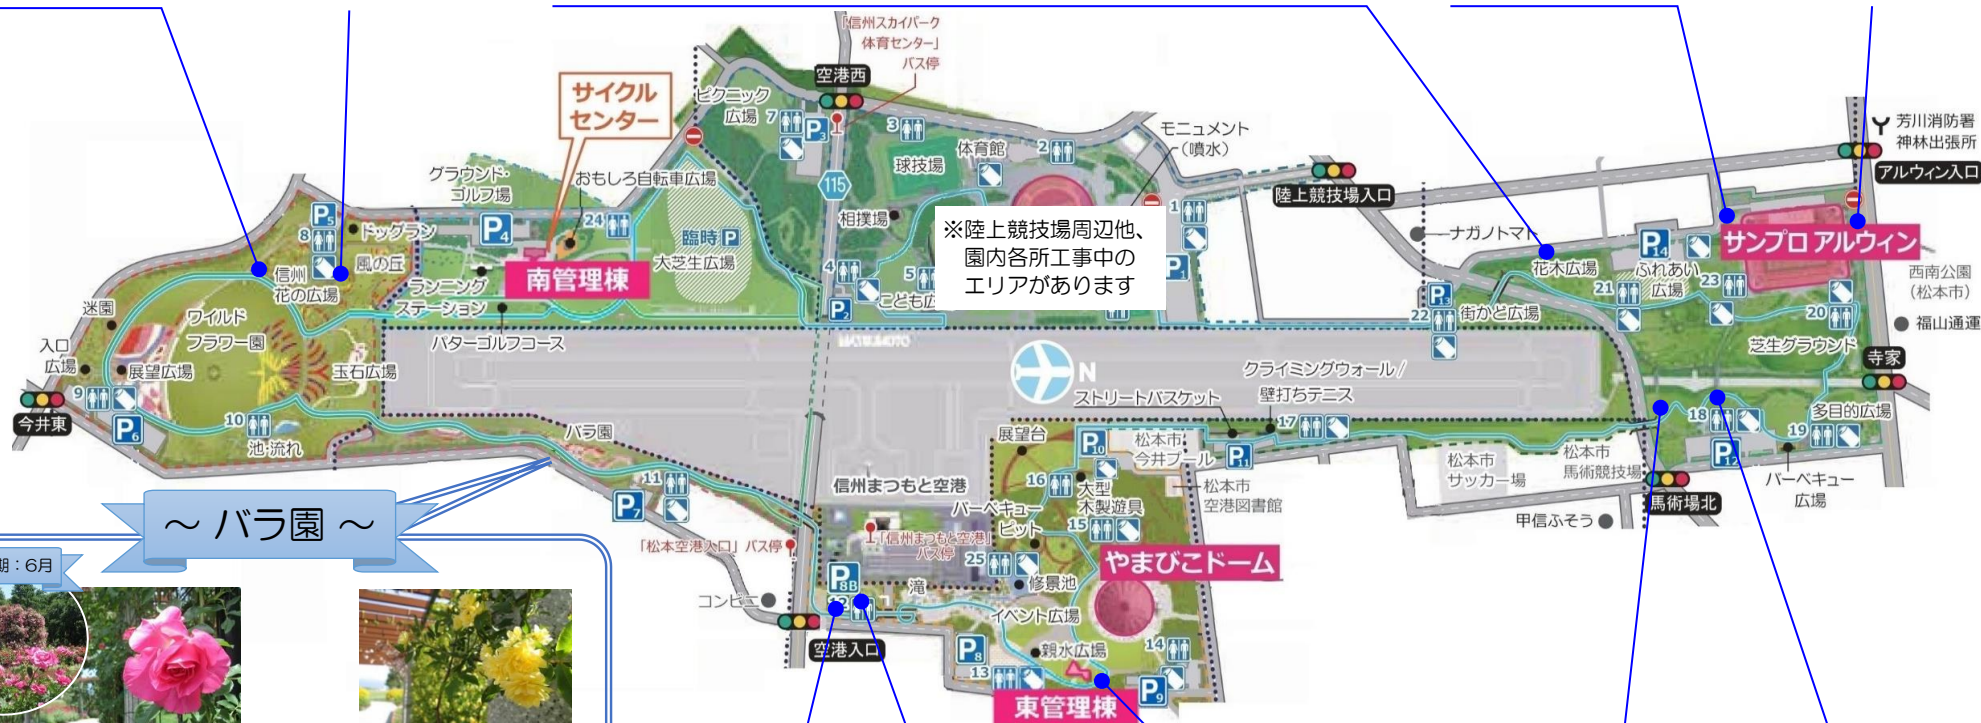 「信州スカイパーク
体育センター」
バス停
空港西
サイクル
センター
ピクニック
広場
7
P3
3
2
モニュメント
（噴水）
芳川消防署
神林出張所
アルウィン入口
球技場
体育館
グラウンド・
ゴルフ場
おもしろ自転車広場
115
陸上競技場入口
相撲場
1
P5
8
ドッグラン
P4
24
臨時P
大芝生広場
※陸上競技場周辺他、
園内各所工事中の
エリアがあります
ナガノトマト
P14
サンプロ アルウィン
信州
花の広場
風の丘
南管理棟
4
5
P1
花木広場
ふれあい
広場
西南公園
（松本市）
ランニング
ステーション
P2
P13
21
23
迷園
ワイルド
フラワー園
22
街かど広場
20
福山通運
入口
広場
展望広場
玉石広場
パターゴルフコース
N
クライミングウォール /
壁打ちテニス
芝生グラウンド
寺家
9
今井東
P6
10
池・流れ
バラ園
ストリートバスケット
17
18
多目的広場
19
展望台
P10
松本市
今井プール
P11
松本市
サッカー場
松本市
馬術競技場
P12
バーベキュー
広場
11
P7
信州まつもと空港
16
大型
木製遊具
松本市
空港図書館
馬術場北
～ バラ園 ～
バーベキュー
ピット
15
甲信ふそう
「松本空港入口」バス停
「信州まつもと空港」
バス停
25
やまびこドーム
期：6月
修景池
P8B
12
滝
コンビニ
イベント広場
空港入口
P8
親水広場
14
13
P9
東管理棟